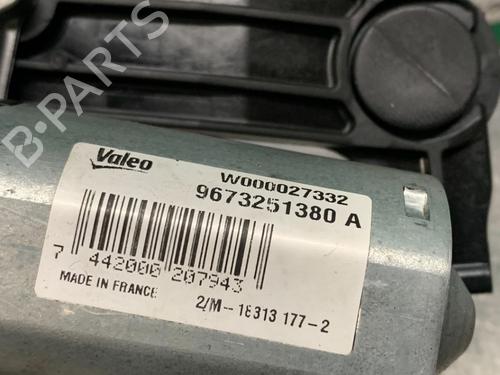 B-PARTS
Valeo
W000027332
9673251380 A
7 442000 207943
MADE IN FRANCE
2/M-18313 177-2